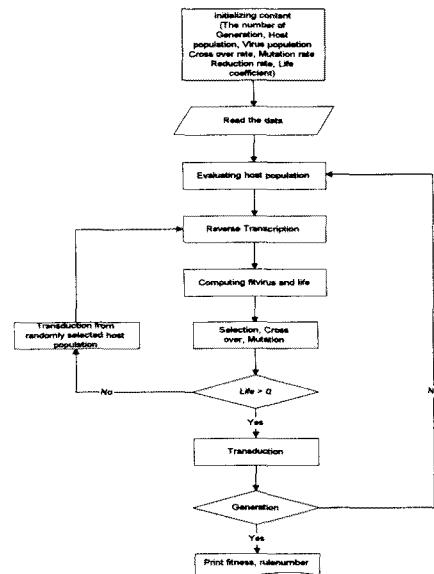 Initializing content
(The number of
Generation, Host
population, Virus population
Cross over rate, Mutation rate
Reduction rate, Life
coefficient)
Read the data
Evaluating host population
Reverse Transcription
Computing fitvirus and life
Transduction from
randomly selected host
population
Selection, Cross
over, Mutation
No
Life > 0
Yes
Transduction
N
Generation
Yes
Print fitness, rulenumber